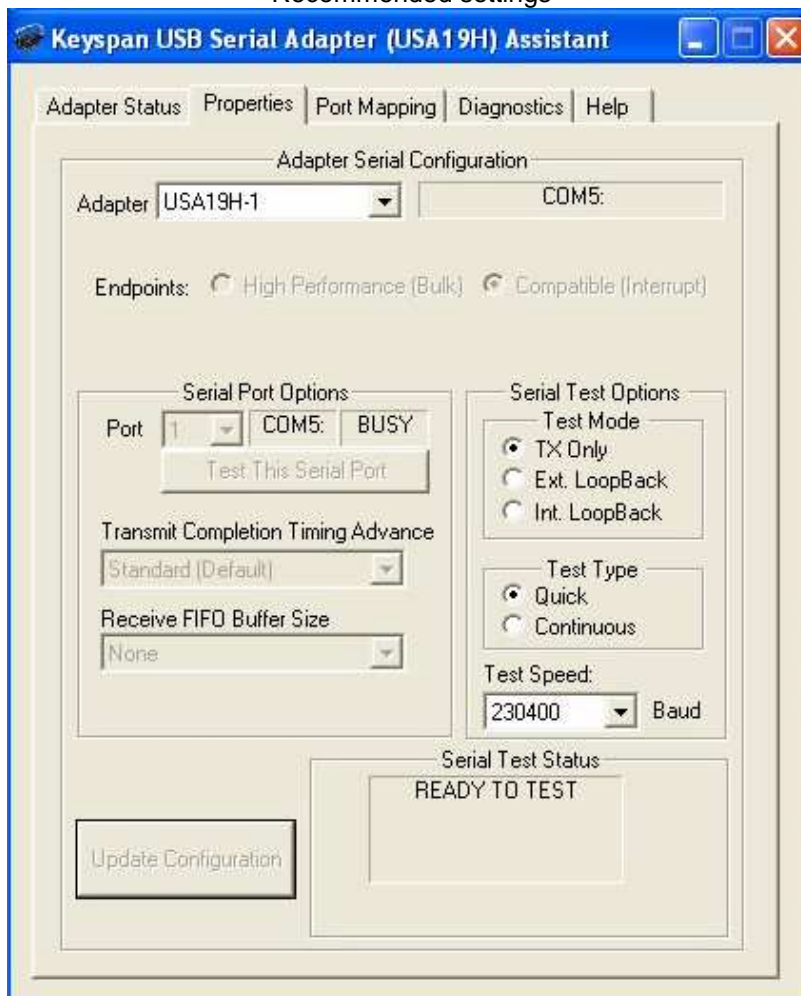 Recommended settings
Keyspan USB Serial Adapter (USA19H) Assistant
Adapter Status Properties Port Mapping Diagnostics Help
Adapter Serial Configuration
Adapter USA19H-1 COM5:
Endpoints: High Performance (Bulk) Compatible (Interrupt)
Serial Port Options
Port 1 COM5: BUSY
Test This Serial Port
Transmit Completion Timing Advance
Standard (Default)
Receive FIFO Buffer Size
None
Serial Test Options
Test Mode
TX Only
Ext. LoopBack
Int. LoopBack
Test Type
Quick
Continuous
Test Speed:
230400 Baud
Update Configuration
Serial Test Status
READY TO TEST